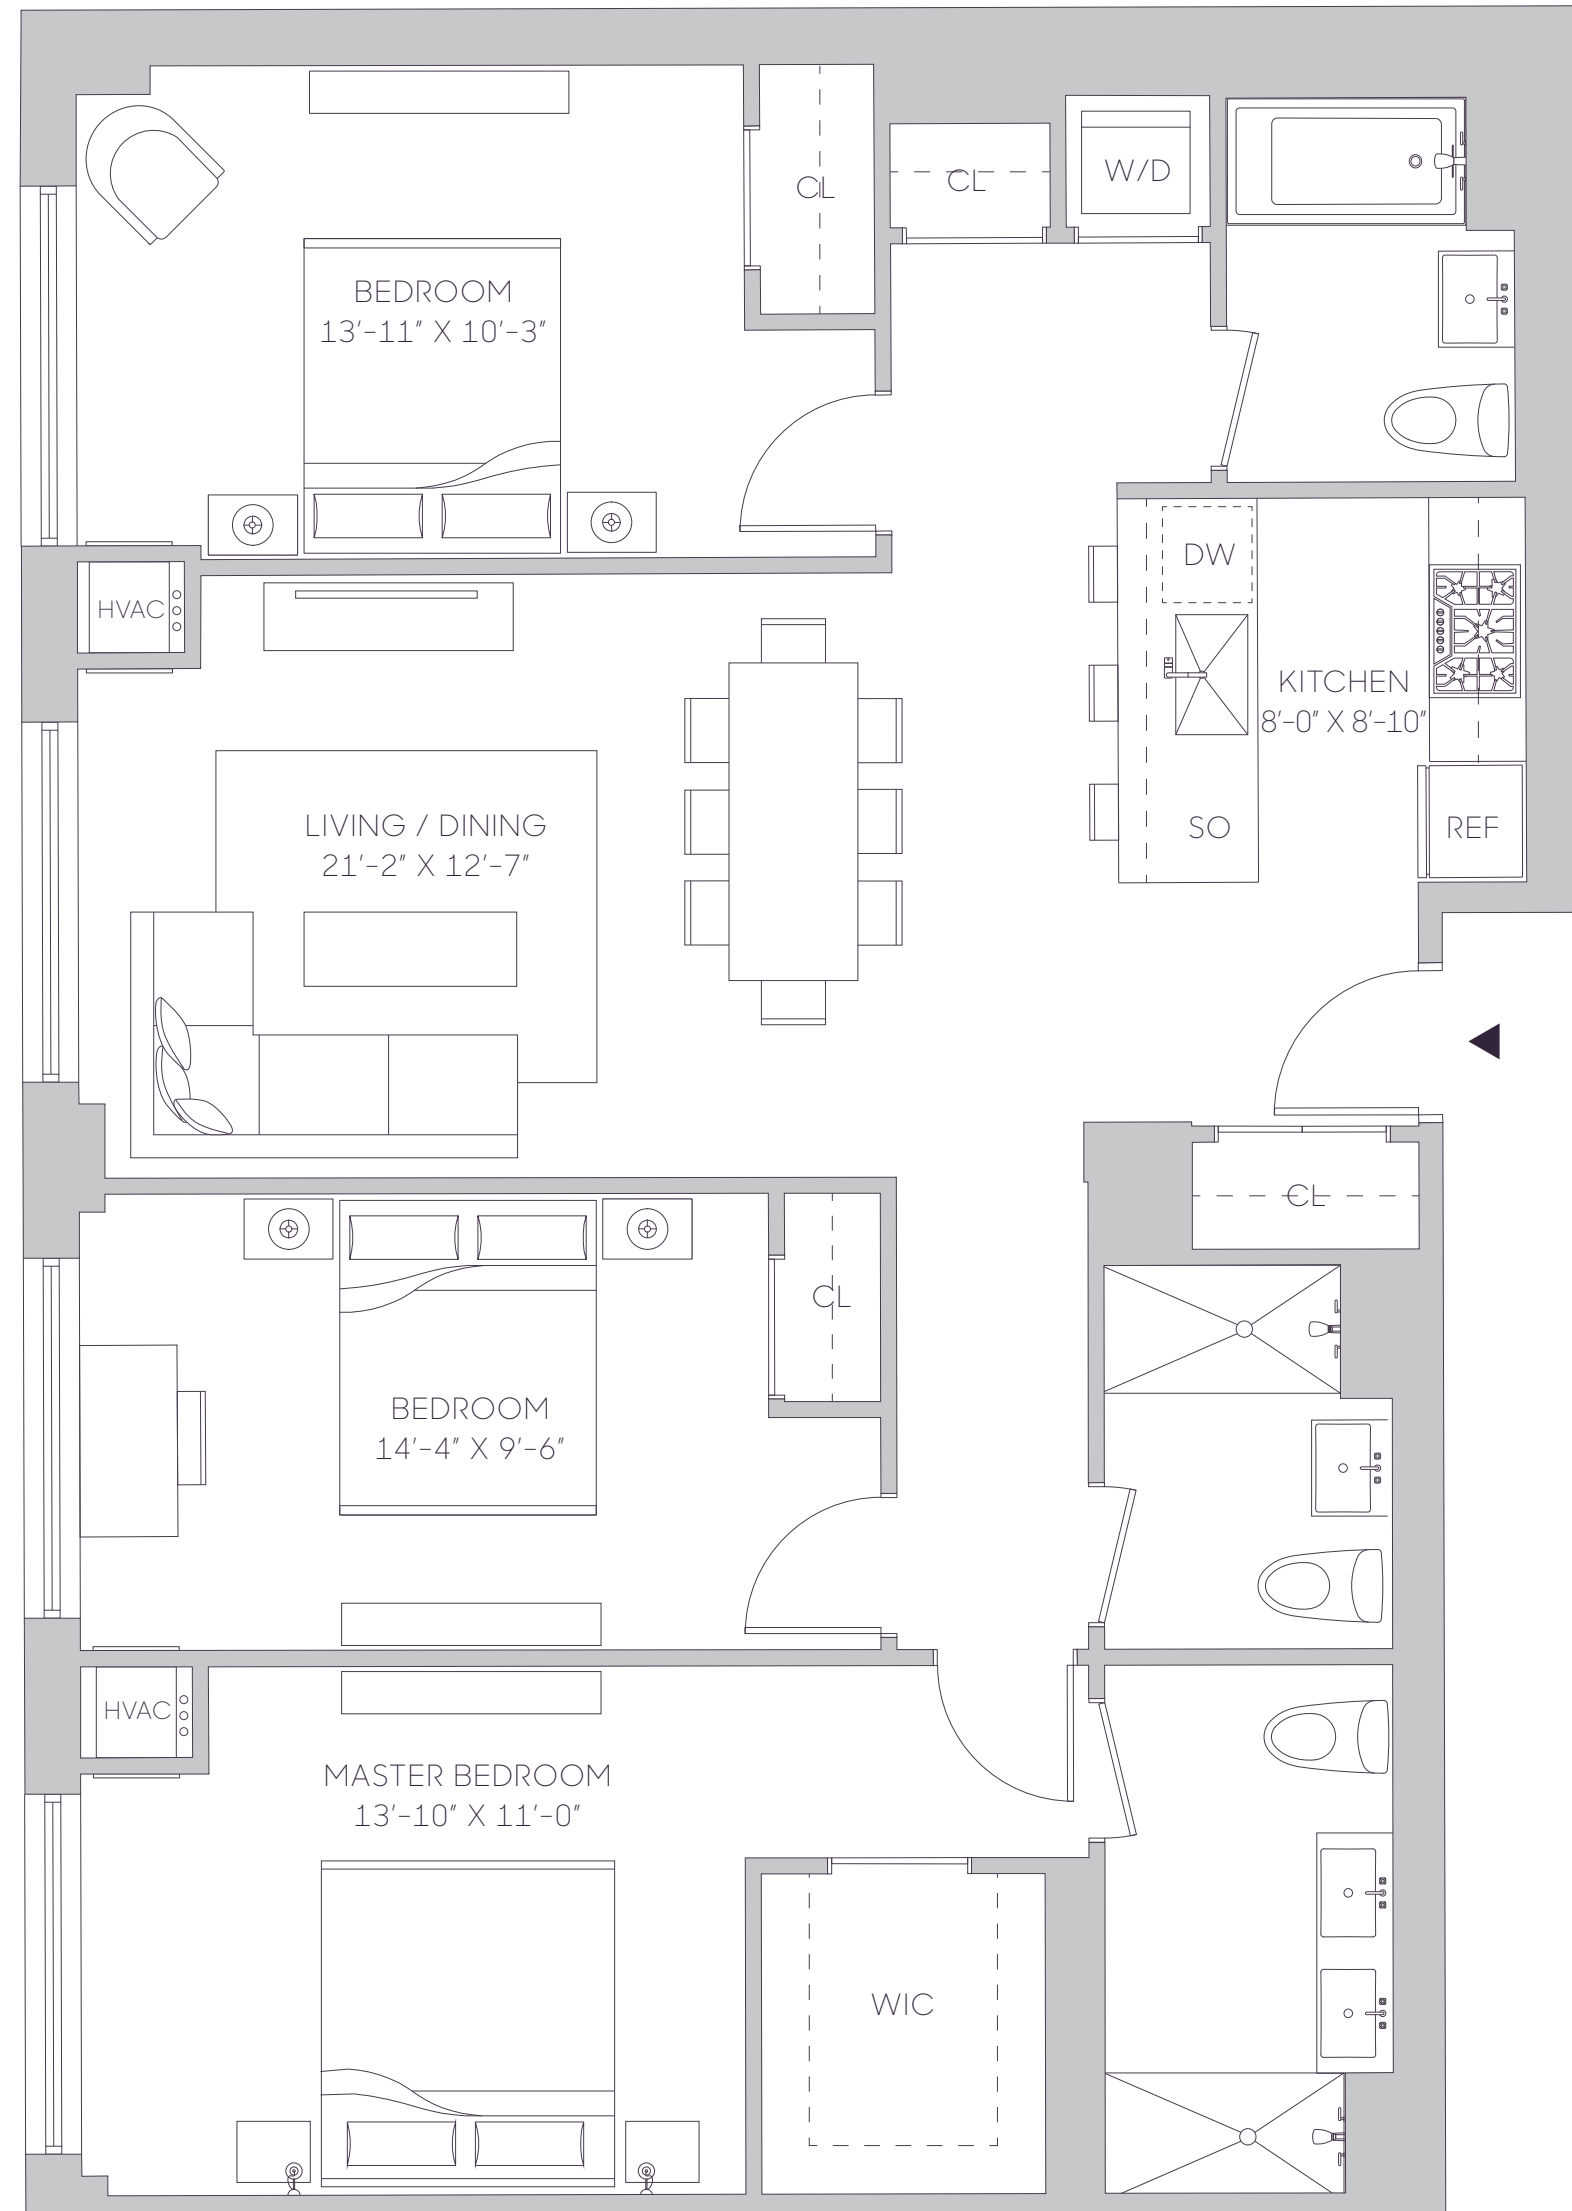 CL
CL
W/D
BEDROOM
13'-11" X 10'-3"
DW
HVAC
KITCHEN
8'-0" X 8'-10"
LIVING / DINING
21'-2" X 12'-7"
SO
REF
CL
CL
BEDROOM
14'-4" X 9'-6"
HVAC
MASTER BEDROOM
13'-10" X 11'-0"
WIC